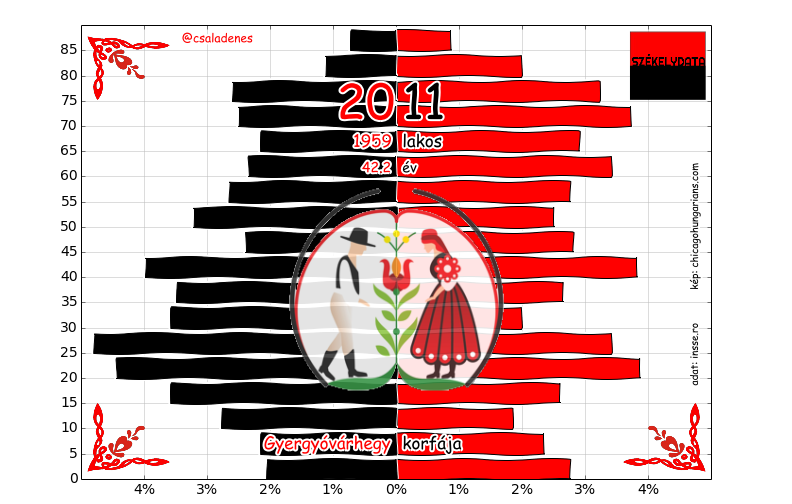 @csaladenes
SZÉKELYDATA
2011
1959 lakos
42.2 év
kép: chicagohungarians.com
adat: insse.ro
Gyergyóvárhegy korfája
85
80
75
70
65
60
55
50
45
40
35
30
25
20
15
10
5
0
4% 3% 2% 1% 0% 1% 2% 3% 4%